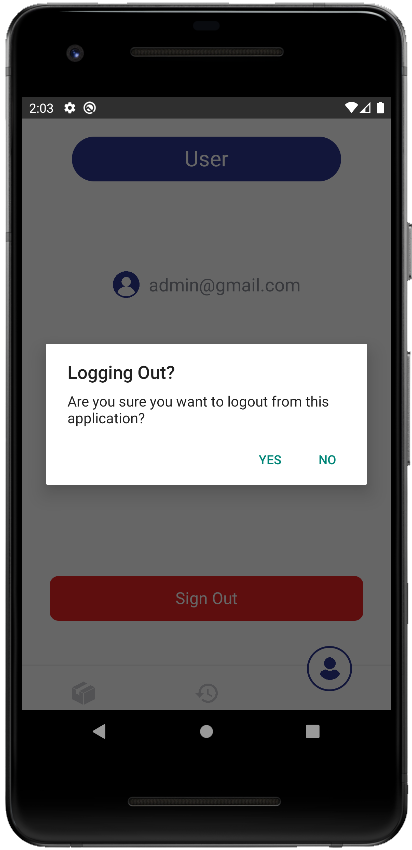 2:03
User
admin@gmail.com
Logging Out?
Are you sure you want to logout from this
application?
YES NO
Sign Out